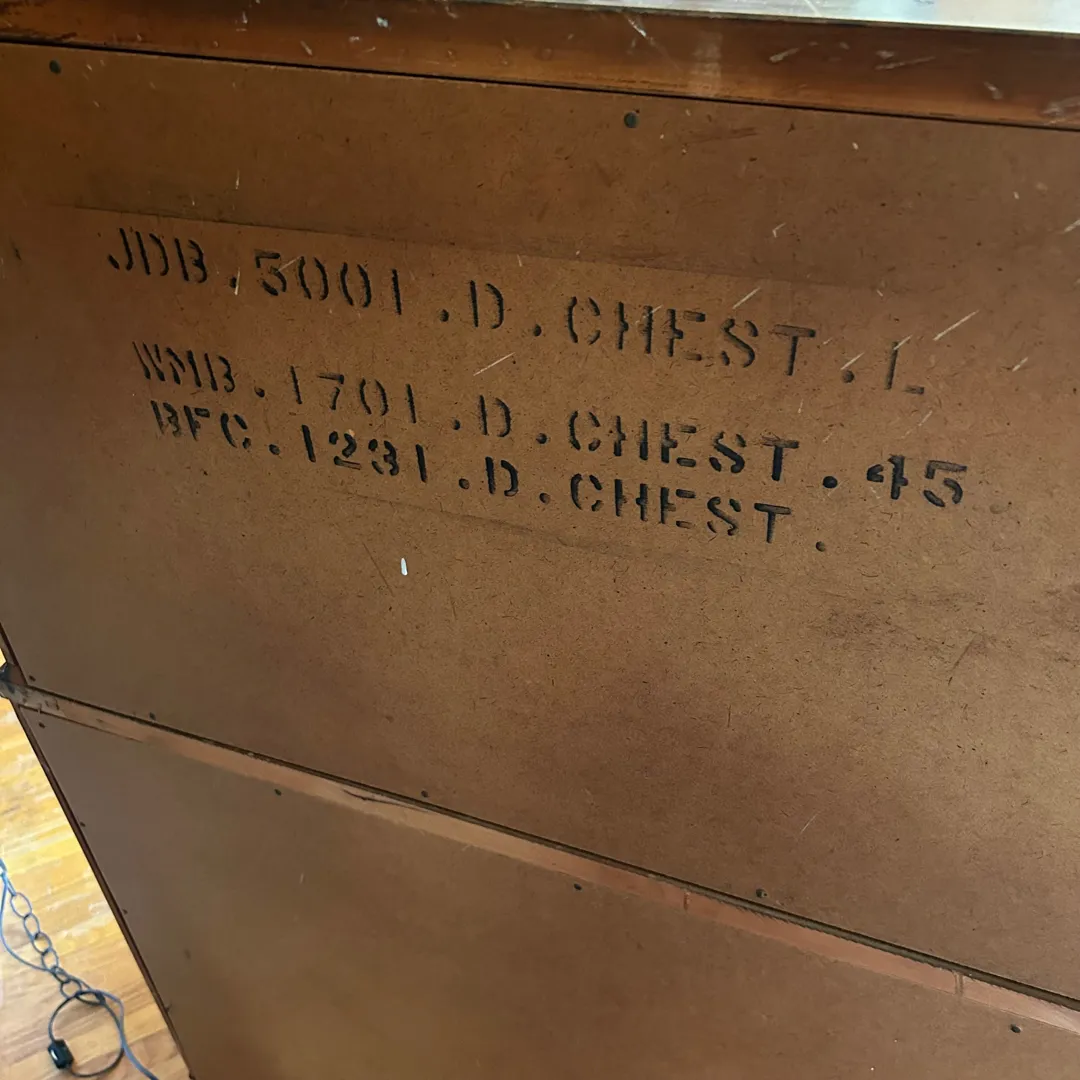 JDB.5001.D.CHEST.L
WMB.1701.D.CHEST.45
BFC.1231.D.CHEST.